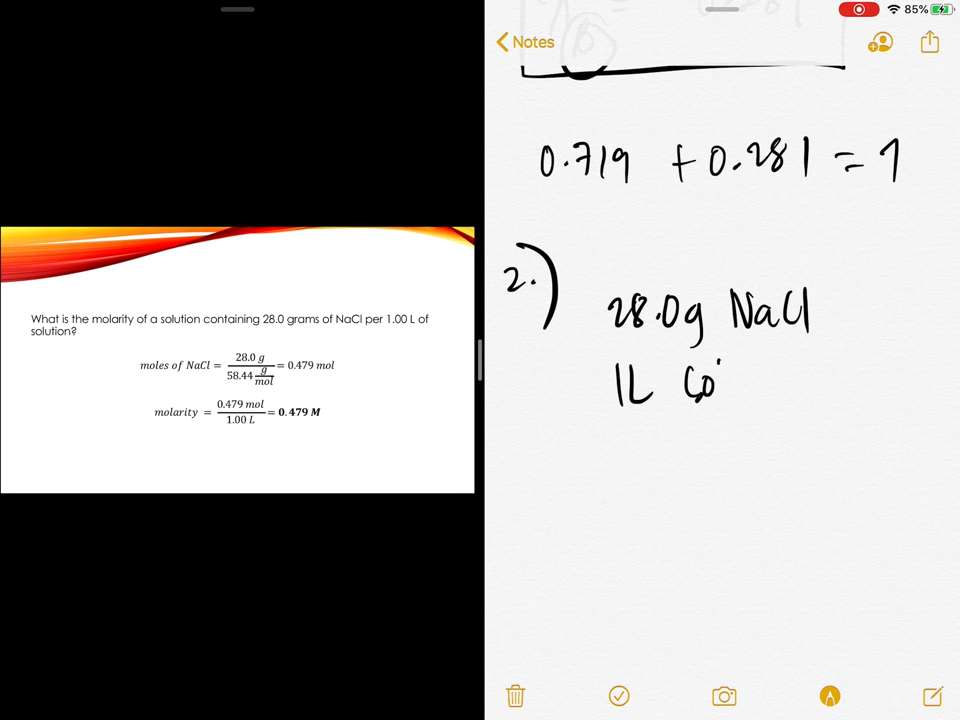 85%
Notes
0.719 + 0.281 = 1
2.)
28.0g NaCl
1L
What is the molarity of a solution containing 28.0 grams of NaCl per 1.00 L of
solution?
moles of NaCl = 28.0 g / 58.44 g/mol = 0.479 mol
molarity = 0.479 mol / 1.00 L = 0.479 M